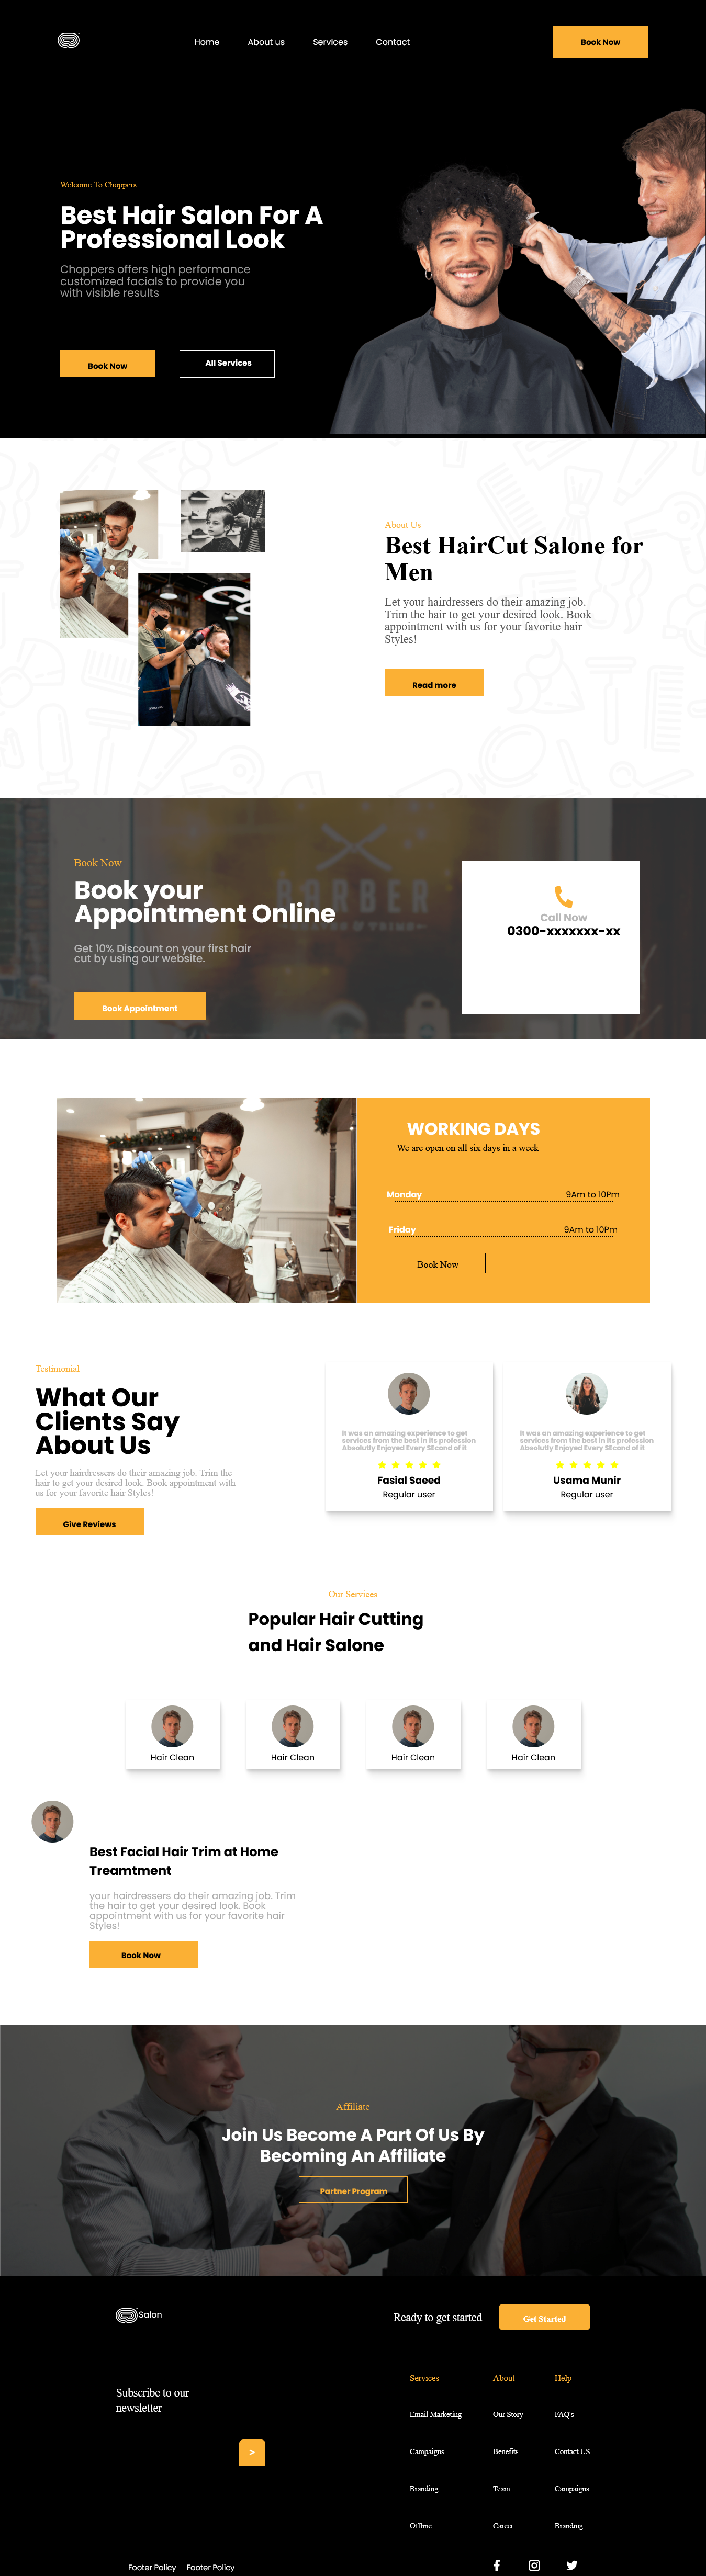 Home About us Services Contact Book Now
Welcome To Choppers
Best Hair Salon For A
Professional Look
Choppers offers high performance
customized facials to provide you
with visible results
Book Now All Services
About Us
Best HairCut Salone for
Men
Let your hairdressers do their amazing job.
Trim the hair to get your desired look. Book
appointment with us for your favorite hair
Styles!
Read more
BARBER
Book Now
Book your
Appointment Online
Get 10% Discount on your first hair
cut by using our website.
Book Appointment
Call Now
0300-xxxxxxx-xx
WORKING DAYS
We are open on all six days in a week
Monday 9Am to 10Pm
Friday 9Am to 10Pm
Book Now
Testimonial
What Our
Clients Say
About Us
Let your hairdressers do their amazing job. Trim the
hair to get your desired look. Book appointment with
us for your favorite hair Styles!
Give Reviews
It was an amazing experience to get
services from the best in its profession
Absolutly Enjoyed Every SEcond of it
Fasial Saeed
Regular user
It was an amazing experience to get
services from the best in its profession
Absolutly Enjoyed Every SEcond of it
Usama Munir
Regular user
Our Services
Popular Hair Cutting
and Hair Salone
Hair Clean Hair Clean Hair Clean Hair Clean
Best Facial Hair Trim at Home
Treamtment
your hairdressers do their amazing job. Trim
the hair to get your desired look. Book
appointment with us for your favorite hair
Styles!
Book Now
Affiliate
Join Us Become A Part Of Us By
Becoming An Affiliate
Partner Program
Salon
Ready to get started Get Started
Subscribe to our
newsletter
>
Services About Help
Email Marketing Our Story FAQ's
Campaigns Benefits Contact US
Branding Team Campaigns
Offline Career Branding
Footer Policy Footer Policy